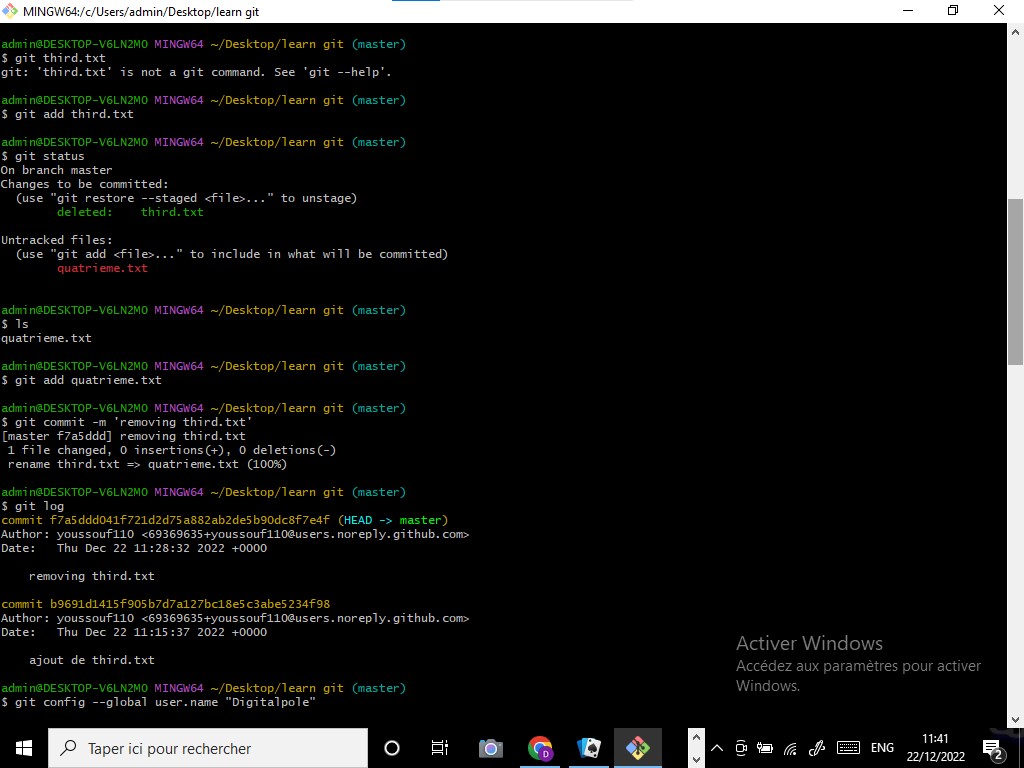 MINGW64:/c/Users/admin/Desktop/learn git
admin@DESKTOP-V6LN2MO MINGW64 ~/Desktop/learn git (master)
$ git third.txt
git: 'third.txt' is not a git command. See 'git --help'.
admin@DESKTOP-V6LN2MO MINGW64 ~/Desktop/learn git (master)
$ git add third.txt
admin@DESKTOP-V6LN2MO MINGW64 ~/Desktop/learn git (master)
$ git status
On branch master
Changes to be committed:
  (use "git restore --staged <file>..." to unstage)
        deleted:    third.txt
Untracked files:
  (use "git add <file>..." to include in what will be committed)
        quatrieme.txt
admin@DESKTOP-V6LN2MO MINGW64 ~/Desktop/learn git (master)
$ ls
quatrieme.txt
admin@DESKTOP-V6LN2MO MINGW64 ~/Desktop/learn git (master)
$ git add quatrieme.txt
admin@DESKTOP-V6LN2MO MINGW64 ~/Desktop/learn git (master)
$ git commit -m 'removing third.txt'
[master f7a5ddd] removing third.txt
 1 file changed, 0 insertions(+), 0 deletions(-)
 rename third.txt => quatrieme.txt (100%)
admin@DESKTOP-V6LN2MO MINGW64 ~/Desktop/learn git (master)
$ git log
commit f7a5ddd041f721d2d75a882ab2de5b90dc8f7e4f (HEAD -> master)
Author: youssouf110 <69369635+youssouf110@users.noreply.github.com>
Date:   Thu Dec 22 11:28:32 2022 +0000
    removing third.txt
commit b9691d1415f905b7d7a127bc18e5c3abe5234f98
Author: youssouf110 <69369635+youssouf110@users.noreply.github.com>
Date:   Thu Dec 22 11:15:37 2022 +0000
    ajout de third.txt
admin@DESKTOP-V6LN2MO MINGW64 ~/Desktop/learn git (master)
$ git config --global user.name "Digitalpole"
Activer Windows
Accédez aux paramètres pour activer
Windows.
Taper ici pour rechercher
D
ENG
11:41
22/12/2022
2